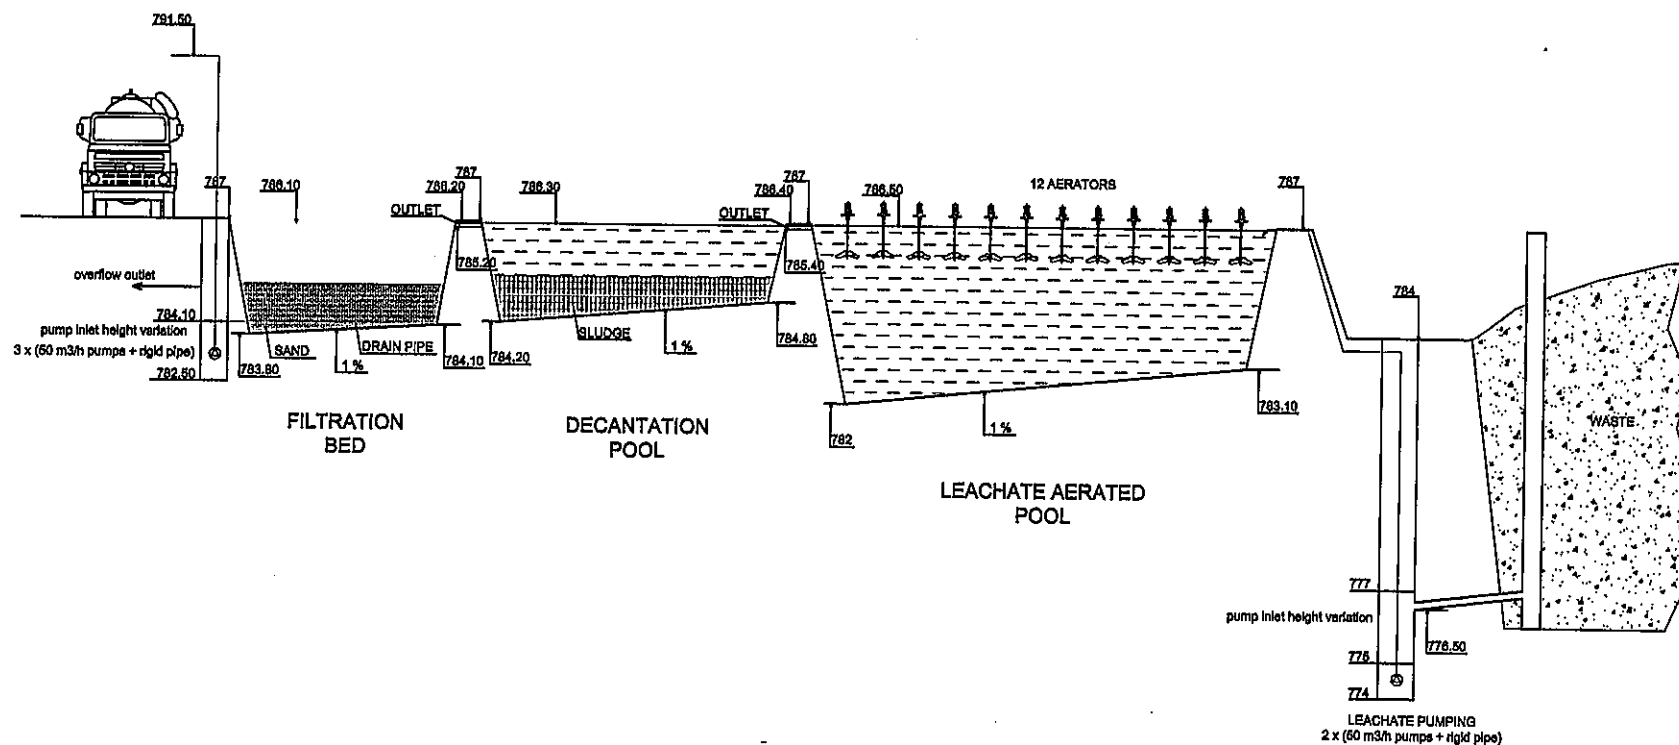 791.50
787
786.10
786.20
787
786.30
786.40
787
786.50
12 AERATORS
787
OUTLET
OUTLET
overflow outlet
785.20
785.40
784
784.10
pump inlet height variation
3 x (50 m3/h pumps + rigid pipe)
782.50
783.80
SAND
1 %
DRAIN PIPE
784.10
784.20
SLUDGE
1 %
784.80
FILTRATION
BED
DECANTATION
POOL
782
1 %
783.10
WASTE
LEACHATE AERATED
POOL
777
pump inlet height variation
776.50
775
774
LEACHATE PUMPING
2 x (50 m3/h pumps + rigid pipe)